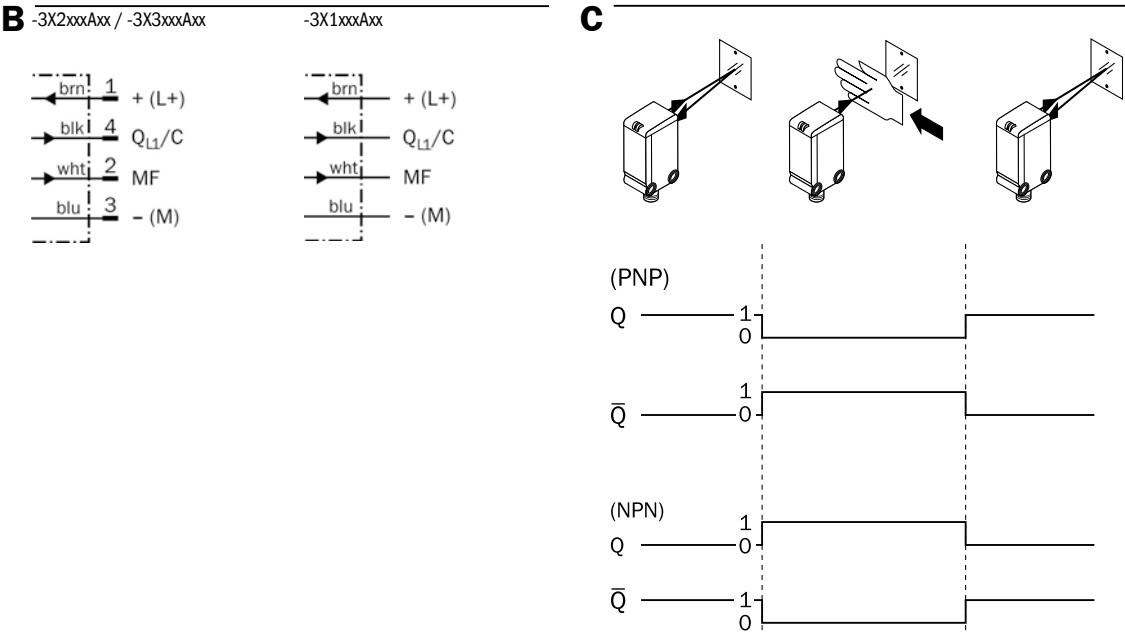 B
-3X2xxxAxx / -3X3xxxAxx
brn 1 + (L+)
blk 4 QL1/C
wht 2 MF
blu 3 – (M)
-3X1xxxAxx
brn + (L+)
blk QL1/C
wht MF
blu – (M)
C
(PNP)
Q 1
0
1
Q̅ 0
(NPN)
1
Q 0
Q̅ 1
0